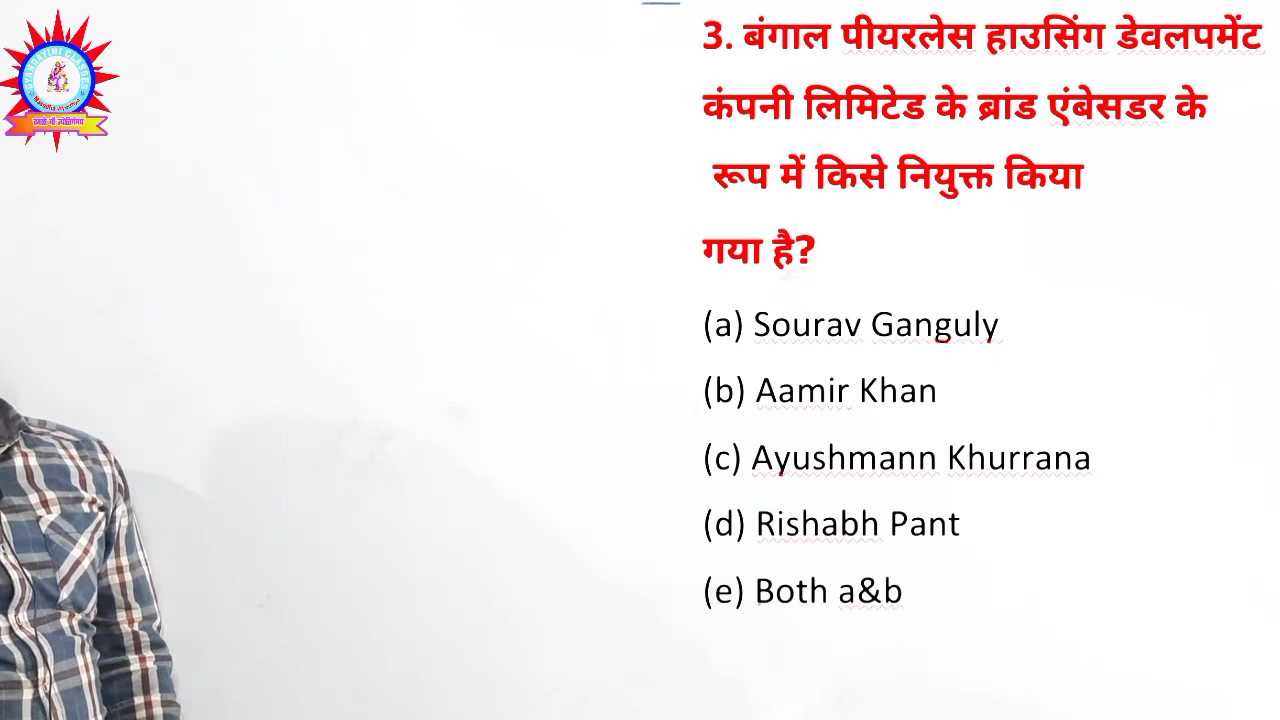 3. बंगाल पीयरलेस हाउसिंग डेवलपमेंट
कंपनी लिमिटेड के ब्रांड एंबेसडर के
रूप में किसे नियुक्त किया
गया है?
(a) Sourav Ganguly
(b) Aamir Khan
(c) Ayushmann Khurrana
(d) Rishabh Pant
(e) Both a&b